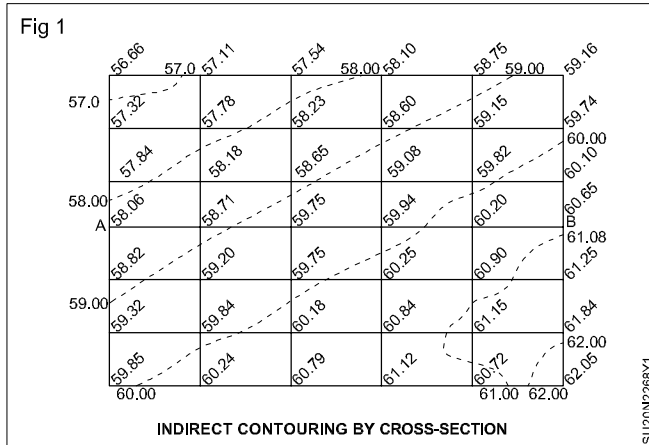 Fig 1
56.66 57.0 57.11 57.54 58.00 58.10 58.75 59.00 59.16
57.0
57.32 57.78 58.23 58.60 59.15 59.74
60.00
57.84 58.18 58.65 59.08 59.82 60.10
58.00
58.06 58.71 59.75 59.94 60.20 60.65
A B
61.08
58.82 59.20 59.75 60.25 60.90 61.25
59.00
59.32 59.84 60.18 60.84 61.15 61.84
62.00
59.85 60.24 60.79 61.12 60.72 62.05
60.00 61.00 62.00
INDIRECT CONTOURING BY CROSS-SECTION
SU20N2268X1